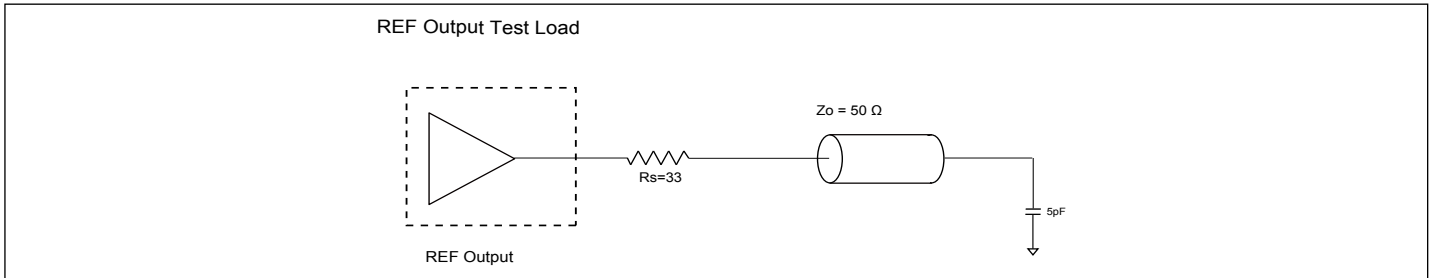 REF Output Test Load
Zo = 50 Ω
Rs=33
5pF
REF Output